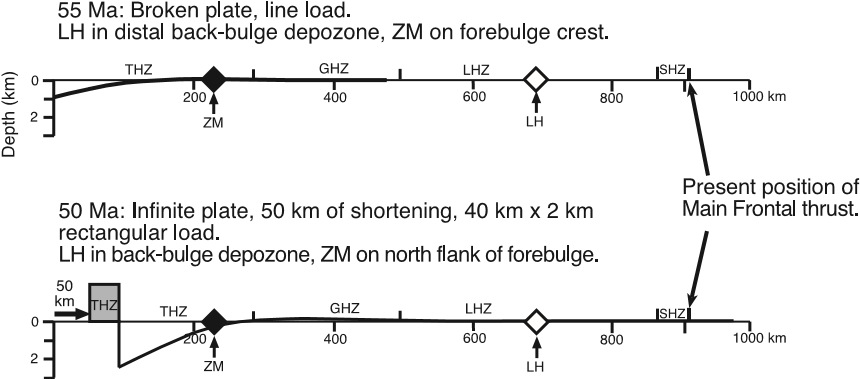 55 Ma: Broken plate, line load.
LH in distal back-bulge depozone, ZM on forebulge crest.
THZ GHZ LHZ SHZ
0
200 400 600 800 1000 km
2
Depth (km)
ZM LH
Present position of
Main Frontal thrust.
50 Ma: Infinite plate, 50 km of shortening, 40 km x 2 km
rectangular load.
LH in back-bulge depozone, ZM on north flank of forebulge.
50
km
THZ THZ GHZ LHZ SHZ
0
200 400 600 800 1000 km
2
ZM LH